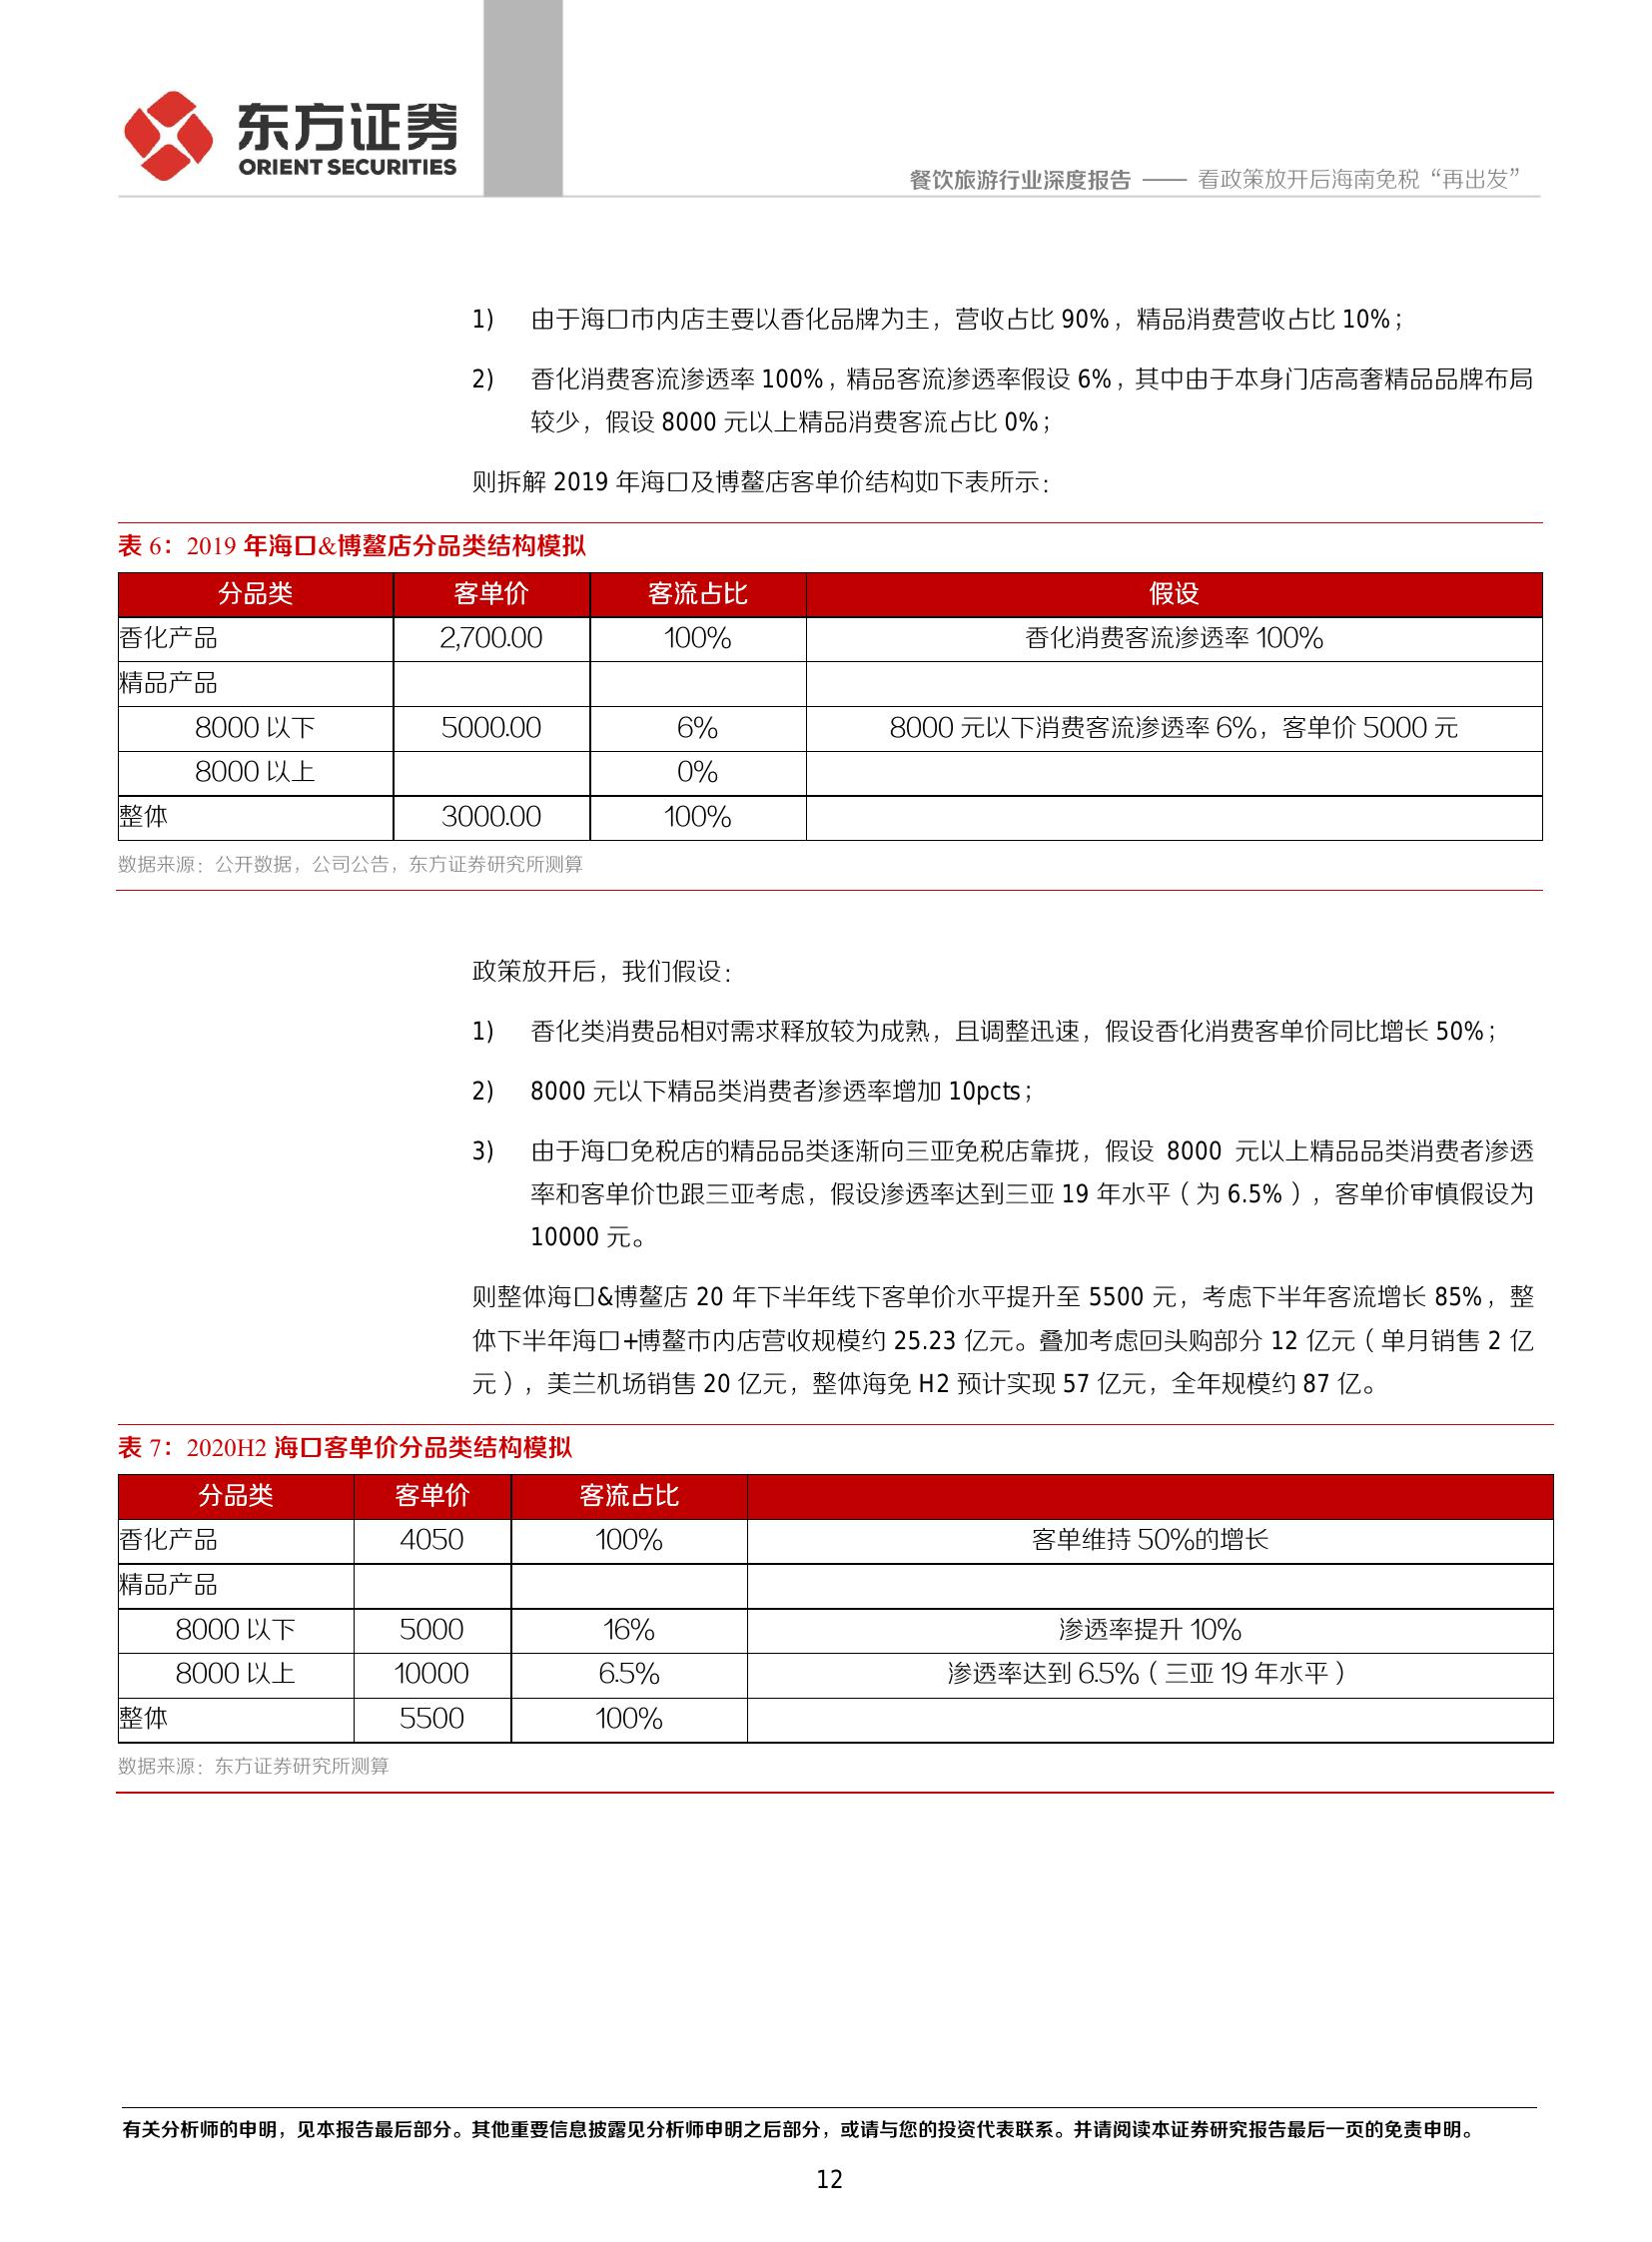 东方证券
ORIENT SECURITIES
餐饮旅游行业深度报告 —— 看政策放开后海南免税“再出发”
1) 由于海口市内店主要以香化品牌为主，营收占比 90%，精品消费营收占比 10%；
2) 香化消费客流渗透率 100%，精品客流渗透率假设 6%，其中由于本身门店高奢精品品牌布局
较少，假设 8000 元以上精品消费客流占比 0%；
则拆解 2019 年海口及博鳌店客单价结构如下表所示：
表 6：2019 年海口&博鳌店分品类结构模拟
分品类 客单价 客流占比 假设
香化产品 2,700.00 100% 香化消费客流渗透率 100%
精品产品
8000 以下 5000.00 6% 8000 元以下消费客流渗透率 6%，客单价 5000 元
8000 以上 0%
整体 3000.00 100%
数据来源：公开数据，公司公告，东方证券研究所测算
政策放开后，我们假设：
1) 香化类消费品相对需求释放较为成熟，且调整迅速，假设香化消费客单价同比增长 50%；
2) 8000 元以下精品类消费者渗透率增加 10pcts；
3) 由于海口免税店的精品品类逐渐向三亚免税店靠拢，假设 8000 元以上精品品类消费者渗透
率和客单价也跟三亚考虑，假设渗透率达到三亚 19 年水平（为 6.5%），客单价审慎假设为
10000 元。
则整体海口&博鳌店 20 年下半年线下客单价水平提升至 5500 元，考虑下半年客流增长 85%，整
体下半年海口+博鳌市内店营收规模约 25.23 亿元。叠加考虑回头购部分 12 亿元（单月销售 2 亿
元），美兰机场销售 20 亿元，整体海免 H2 预计实现 57 亿元，全年规模约 87 亿。
表 7：2020H2 海口客单价分品类结构模拟
分品类 客单价 客流占比
香化产品 4050 100% 客单维持 50%的增长
精品产品
8000 以下 5000 16% 渗透率提升 10%
8000 以上 10000 6.5% 渗透率达到 6.5%（三亚 19 年水平）
整体 5500 100%
数据来源：东方证券研究所测算
有关分析师的申明，见本报告最后部分。其他重要信息披露见分析师申明之后部分，或请与您的投资代表联系。并请阅读本证券研究报告最后一页的免责申明。
12